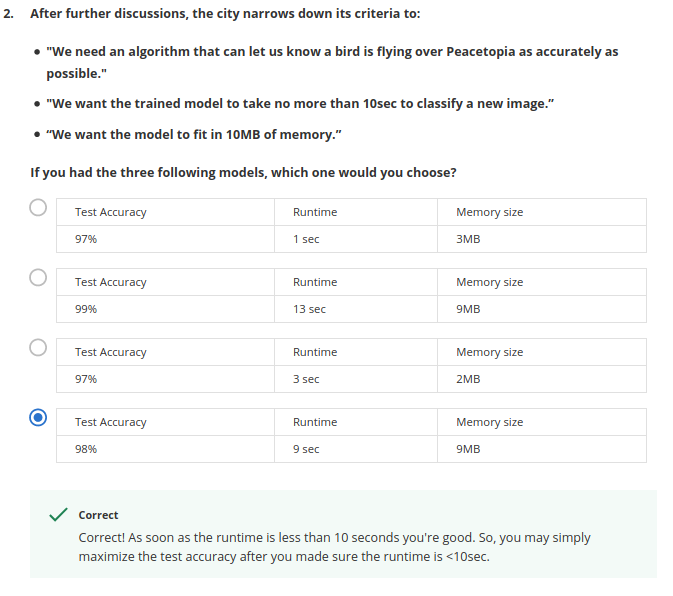 2. After further discussions, the city narrows down its criteria to:
• "We need an algorithm that can let us know a bird is flying over Peacetopia as accurately as
possible."
• "We want the trained model to take no more than 10sec to classify a new image.”
• “We want the model to fit in 10MB of memory.”
If you had the three following models, which one would you choose?
Test Accuracy Runtime Memory size
97% 1 sec 3MB
Test Accuracy Runtime Memory size
99% 13 sec 9MB
Test Accuracy Runtime Memory size
97% 3 sec 2MB
Test Accuracy Runtime Memory size
98% 9 sec 9MB
Correct
Correct! As soon as the runtime is less than 10 seconds you're good. So, you may simply
maximize the test accuracy after you made sure the runtime is <10sec.